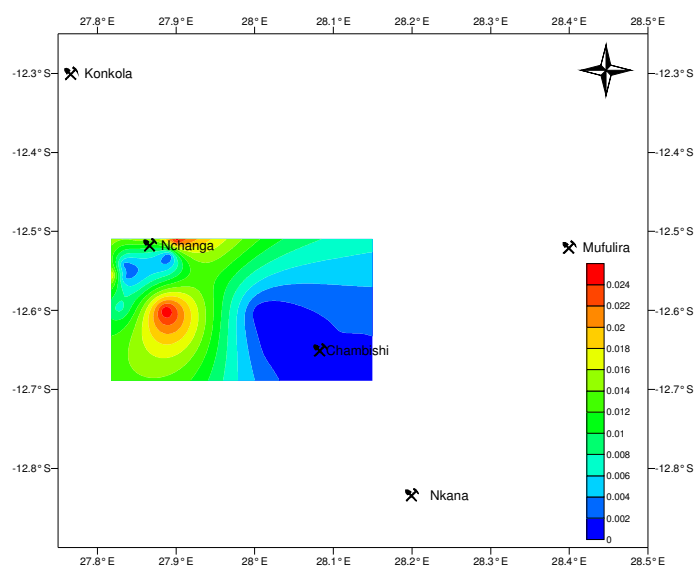 27.8° E 27.9° E 28° E 28.1° E 28.2° E 28.3° E 28.4° E 28.5° E
-12.3° S Konkola -12.3° S
-12.4° S -12.4° S
-12.5° S Nchanga Mufulira -12.5° S
0.024
-12.6° S 0.022 -12.6° S
0.02
0.018
Chambishi 0.016
0.014
-12.7° S -12.7° S
0.012
0.01
0.008
-12.8° S 0.006 -12.8° S
Nkana 0.004
0.002
0
27.8° E 27.9° E 28° E 28.1° E 28.2° E 28.3° E 28.4° E 28.5° E